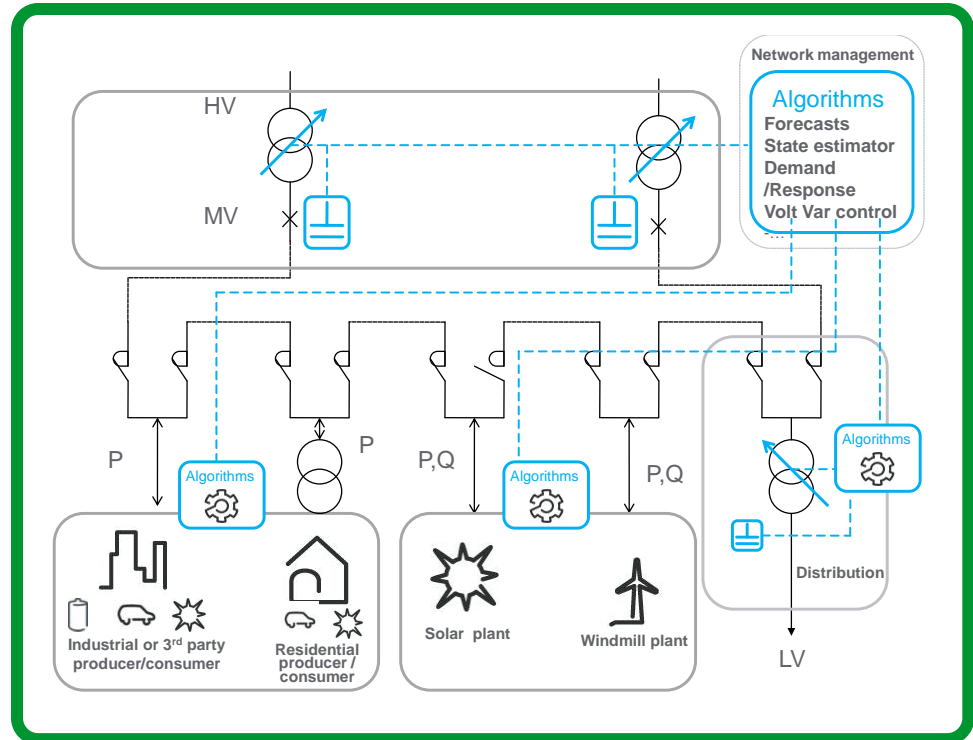 Network management
Algorithms
Forecasts
State estimator
Demand
/Response
Volt Var control
-...
HV
MV
P
P
P,Q
P,Q
Algorithms
Algorithms
Algorithms
Industrial or 3rd party
producer/consumer
Residential
producer /
consumer
Solar plant
Windmill plant
Distribution
LV